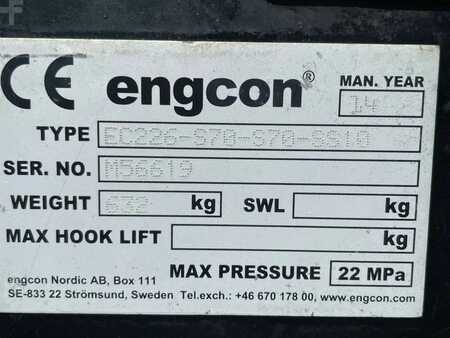 CE engcon® MAN. YEAR
14
TYPE EC226-S70-S70-SS10
SER. NO. M56619
WEIGHT 632 kg SWL kg
MAX HOOK LIFT kg
MAX PRESSURE 22 MPa
engcon Nordic AB, Box 111
SE-833 22 Strömsund, Sweden Tel.exch.: +46 670 178 00, www.engcon.com